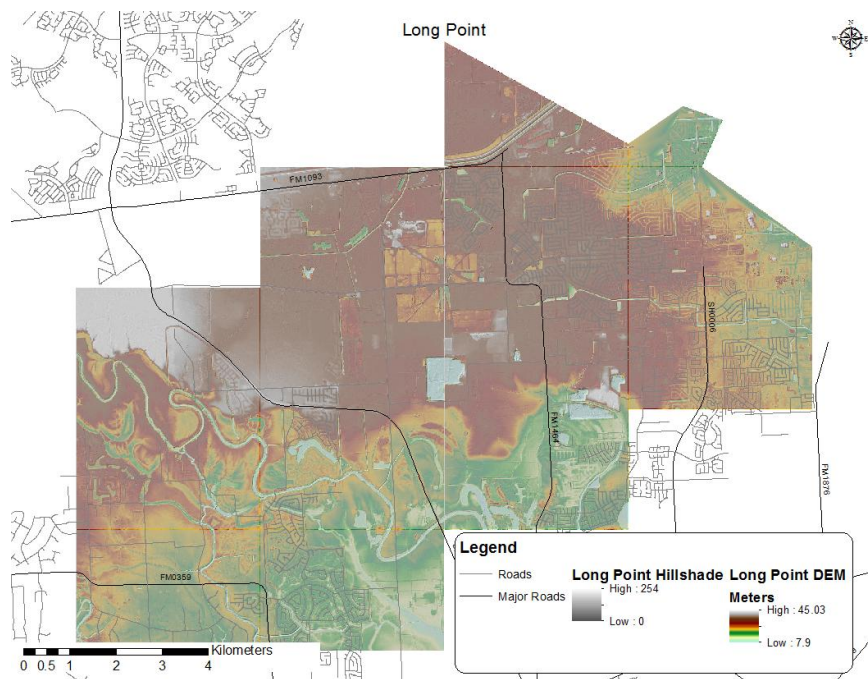 Long Point
N
W E
S
FM1093
SH0006
FM1464
FM1876
FM0359
Legend
Roads
Major Roads
Long Point Hillshade
High : 254
Low : 0
Long Point DEM
Meters
High : 45.03
Low : 7.9
Kilometers
0 0.5 1 2 3 4